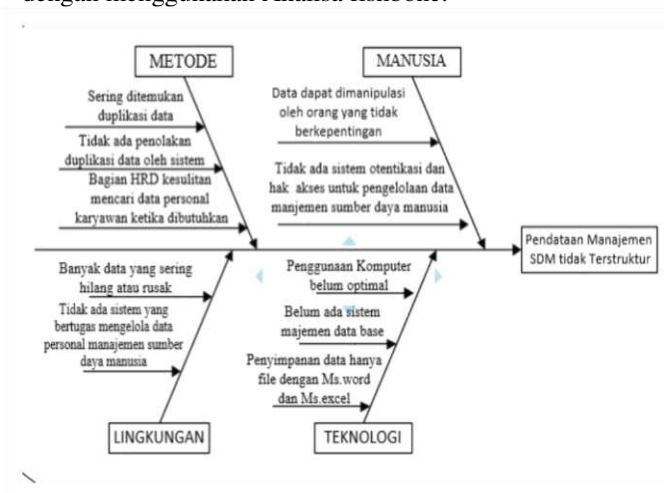 dengan menggunakan Analisa fishbone.
METODE
MANUSIA
Sering ditemukan
duplikasi data
Tidak ada penolakan
duplikasi data oleh sistem
Bagian HRD kesulitan
mencari data personal
karyawan ketika dibutuhkan
Data dapat dimanipulasi
oleh orang yang tidak
berkepentingan
Tidak ada sistem otentikasi dan
hak akses untuk pengelolaan data
manjemen sumber daya manusia
Pendataan Manajemen
SDM tidak Terstruktur
Banyak data yang sering
hilang atau rusak
Tidak ada sistem yang
bertugas mengelola data
personal manajemen sumber
daya manusia
Penggunaan Komputer
belum optimal
Belum ada sistem
majemen data base
Penyimpanan data hanya
file dengan Ms.word
dan Ms.excel
LINGKUNGAN
TEKNOLOGI